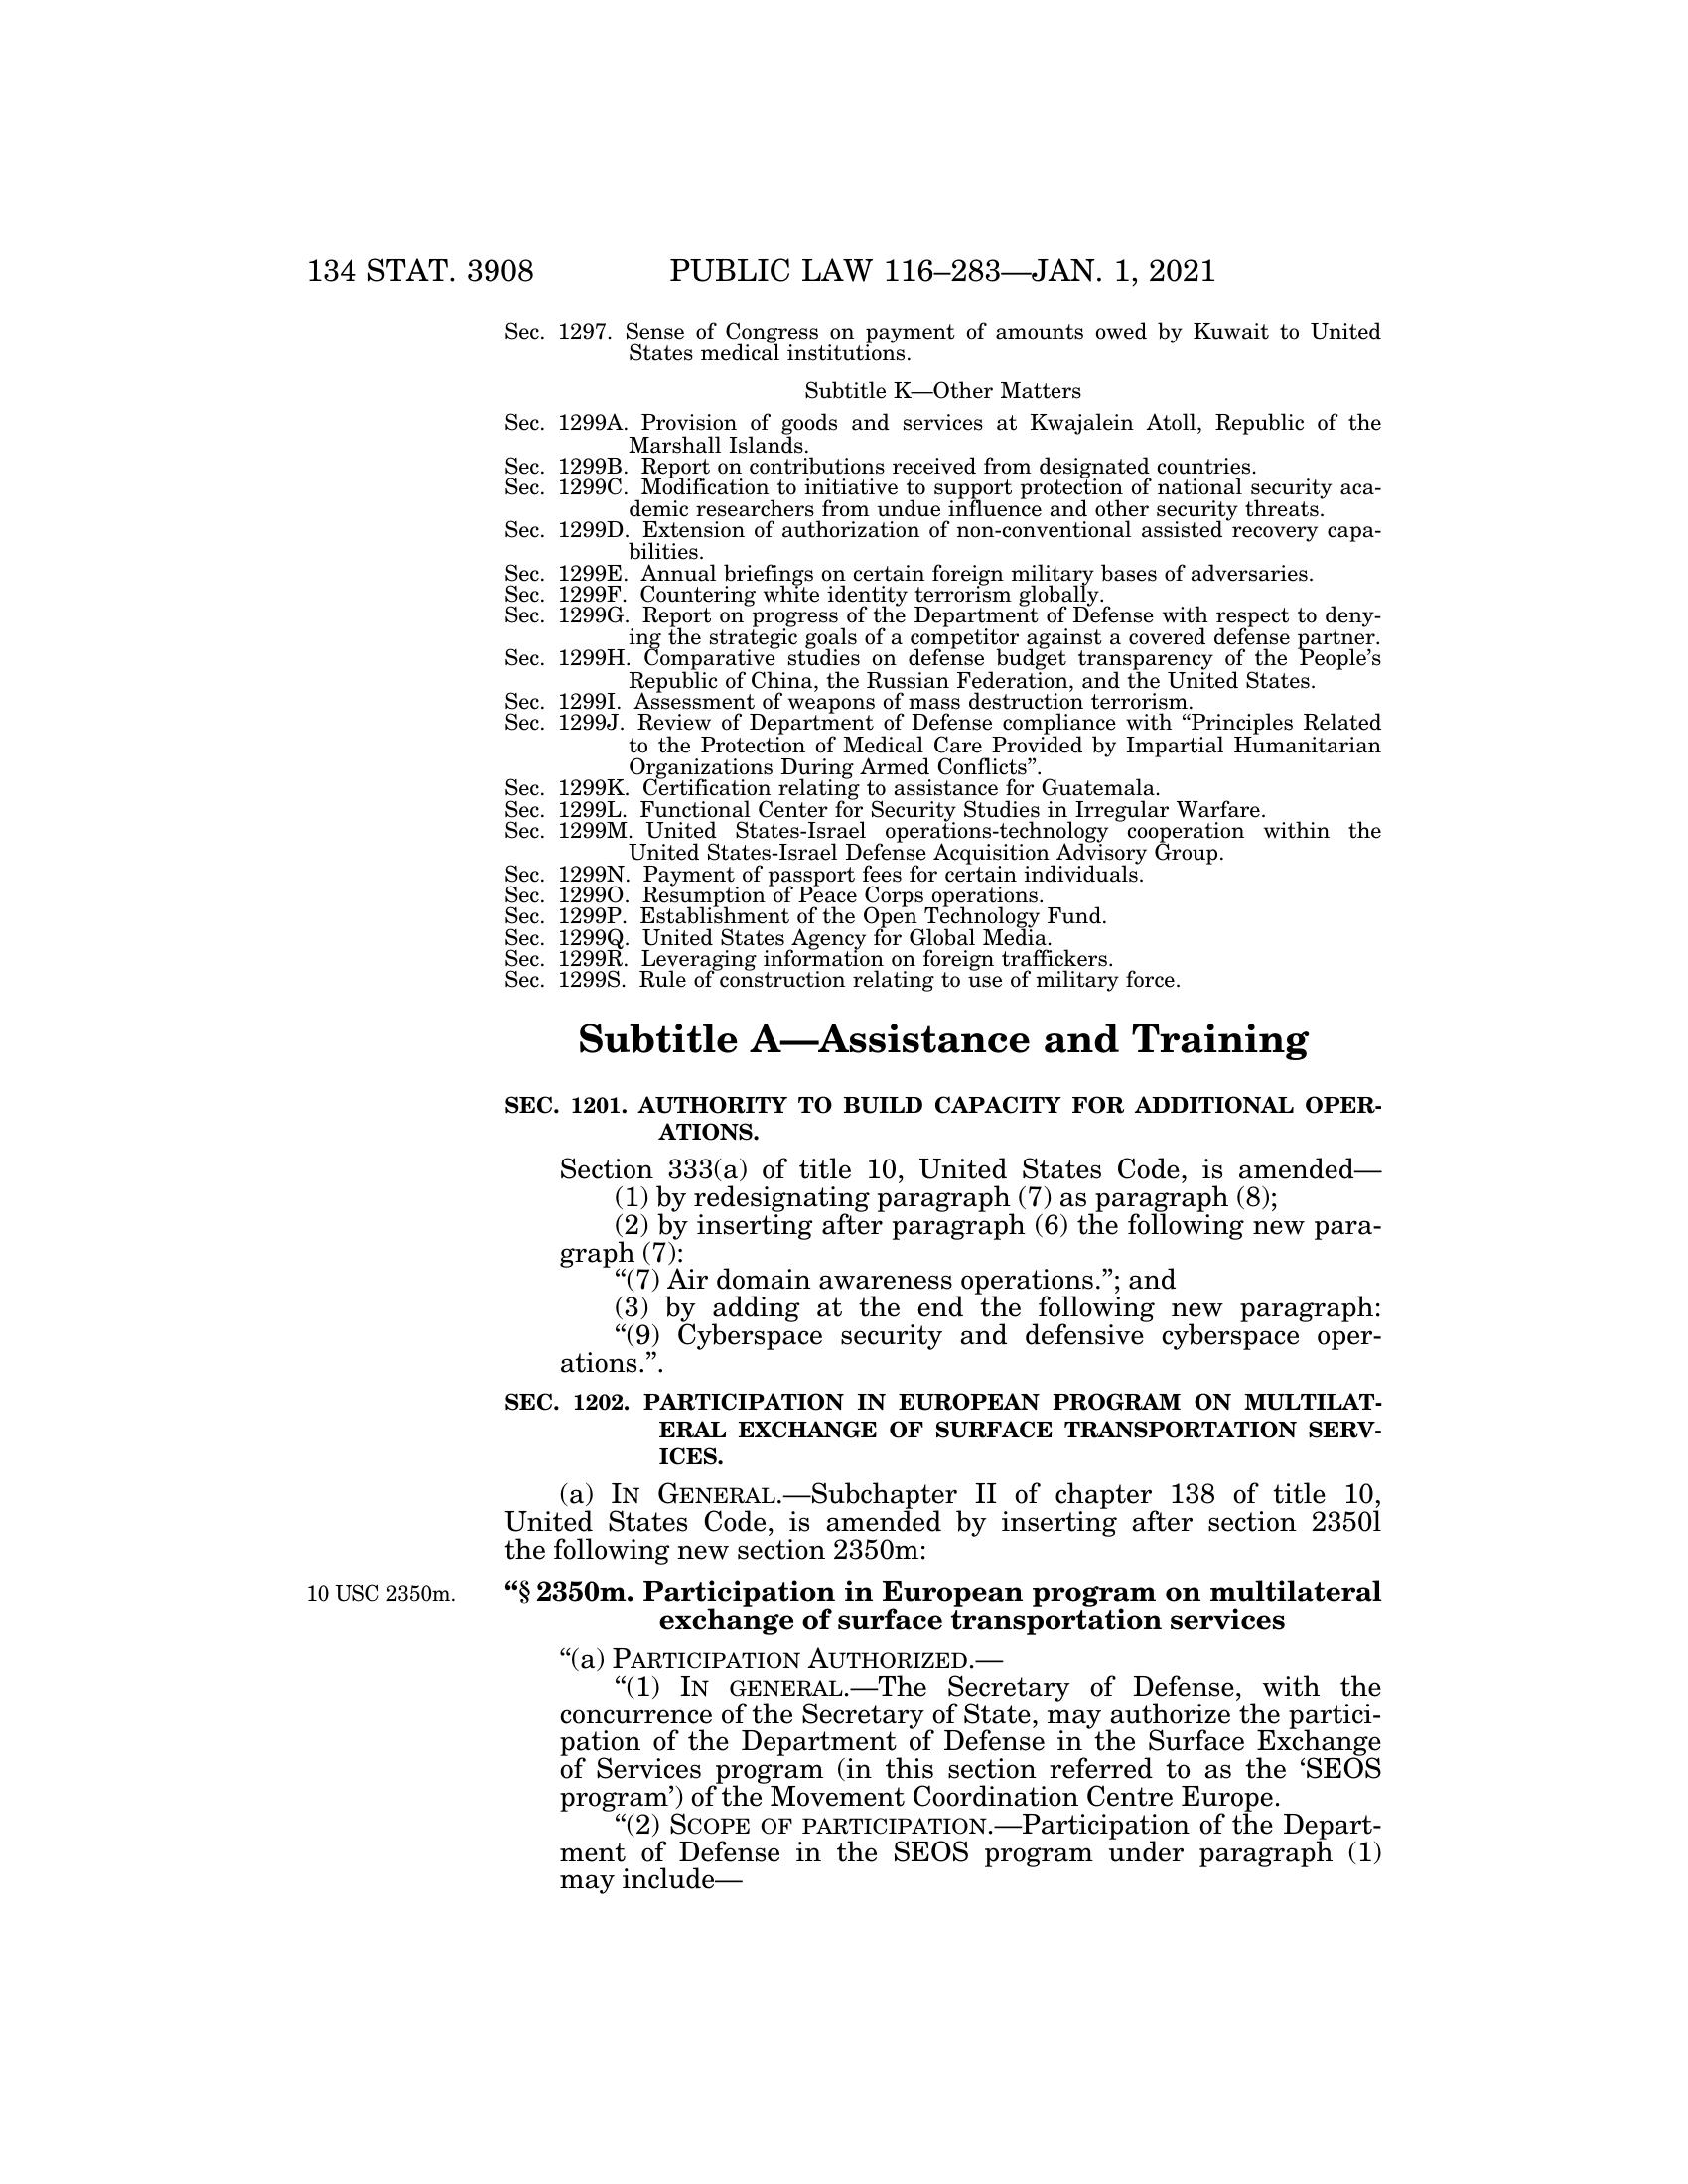 134 STAT. 3908 PUBLIC LAW 116–283—JAN. 1, 2021
Sec. 1297. Sense of Congress on payment of amounts owed by Kuwait to United
States medical institutions.
Subtitle K—Other Matters
Sec. 1299A. Provision of goods and services at Kwajalein Atoll, Republic of the
Marshall Islands.
Sec. 1299B. Report on contributions received from designated countries.
Sec. 1299C. Modification to initiative to support protection of national security aca-
demic researchers from undue influence and other security threats.
Sec. 1299D. Extension of authorization of non-conventional assisted recovery capa-
bilities.
Sec. 1299E. Annual briefings on certain foreign military bases of adversaries.
Sec. 1299F. Countering white identity terrorism globally.
Sec. 1299G. Report on progress of the Department of Defense with respect to deny-
ing the strategic goals of a competitor against a covered defense partner.
Sec. 1299H. Comparative studies on defense budget transparency of the People’s
Republic of China, the Russian Federation, and the United States.
Sec. 1299I. Assessment of weapons of mass destruction terrorism.
Sec. 1299J. Review of Department of Defense compliance with “Principles Related
to the Protection of Medical Care Provided by Impartial Humanitarian
Organizations During Armed Conflicts”.
Sec. 1299K. Certification relating to assistance for Guatemala.
Sec. 1299L. Functional Center for Security Studies in Irregular Warfare.
Sec. 1299M. United States-Israel operations-technology cooperation within the
United States-Israel Defense Acquisition Advisory Group.
Sec. 1299N. Payment of passport fees for certain individuals.
Sec. 1299O. Resumption of Peace Corps operations.
Sec. 1299P. Establishment of the Open Technology Fund.
Sec. 1299Q. United States Agency for Global Media.
Sec. 1299R. Leveraging information on foreign traffickers.
Sec. 1299S. Rule of construction relating to use of military force.
Subtitle A—Assistance and Training
SEC. 1201. AUTHORITY TO BUILD CAPACITY FOR ADDITIONAL OPER-
ATIONS.
Section 333(a) of title 10, United States Code, is amended—
(1) by redesignating paragraph (7) as paragraph (8);
(2) by inserting after paragraph (6) the following new para-
graph (7):
“(7) Air domain awareness operations.”; and
(3) by adding at the end the following new paragraph:
“(9) Cyberspace security and defensive cyberspace oper-
ations.”.
SEC. 1202. PARTICIPATION IN EUROPEAN PROGRAM ON MULTILAT-
ERAL EXCHANGE OF SURFACE TRANSPORTATION SERV-
ICES.
(a) IN GENERAL.—Subchapter II of chapter 138 of title 10,
United States Code, is amended by inserting after section 2350l
the following new section 2350m:
10 USC 2350m.
“§ 2350m. Participation in European program on multilateral
exchange of surface transportation services
“(a) PARTICIPATION AUTHORIZED.—
“(1) IN GENERAL.—The Secretary of Defense, with the
concurrence of the Secretary of State, may authorize the partici-
pation of the Department of Defense in the Surface Exchange
of Services program (in this section referred to as the ‘SEOS
program’) of the Movement Coordination Centre Europe.
“(2) SCOPE OF PARTICIPATION.—Participation of the Depart-
ment of Defense in the SEOS program under paragraph (1)
may include—